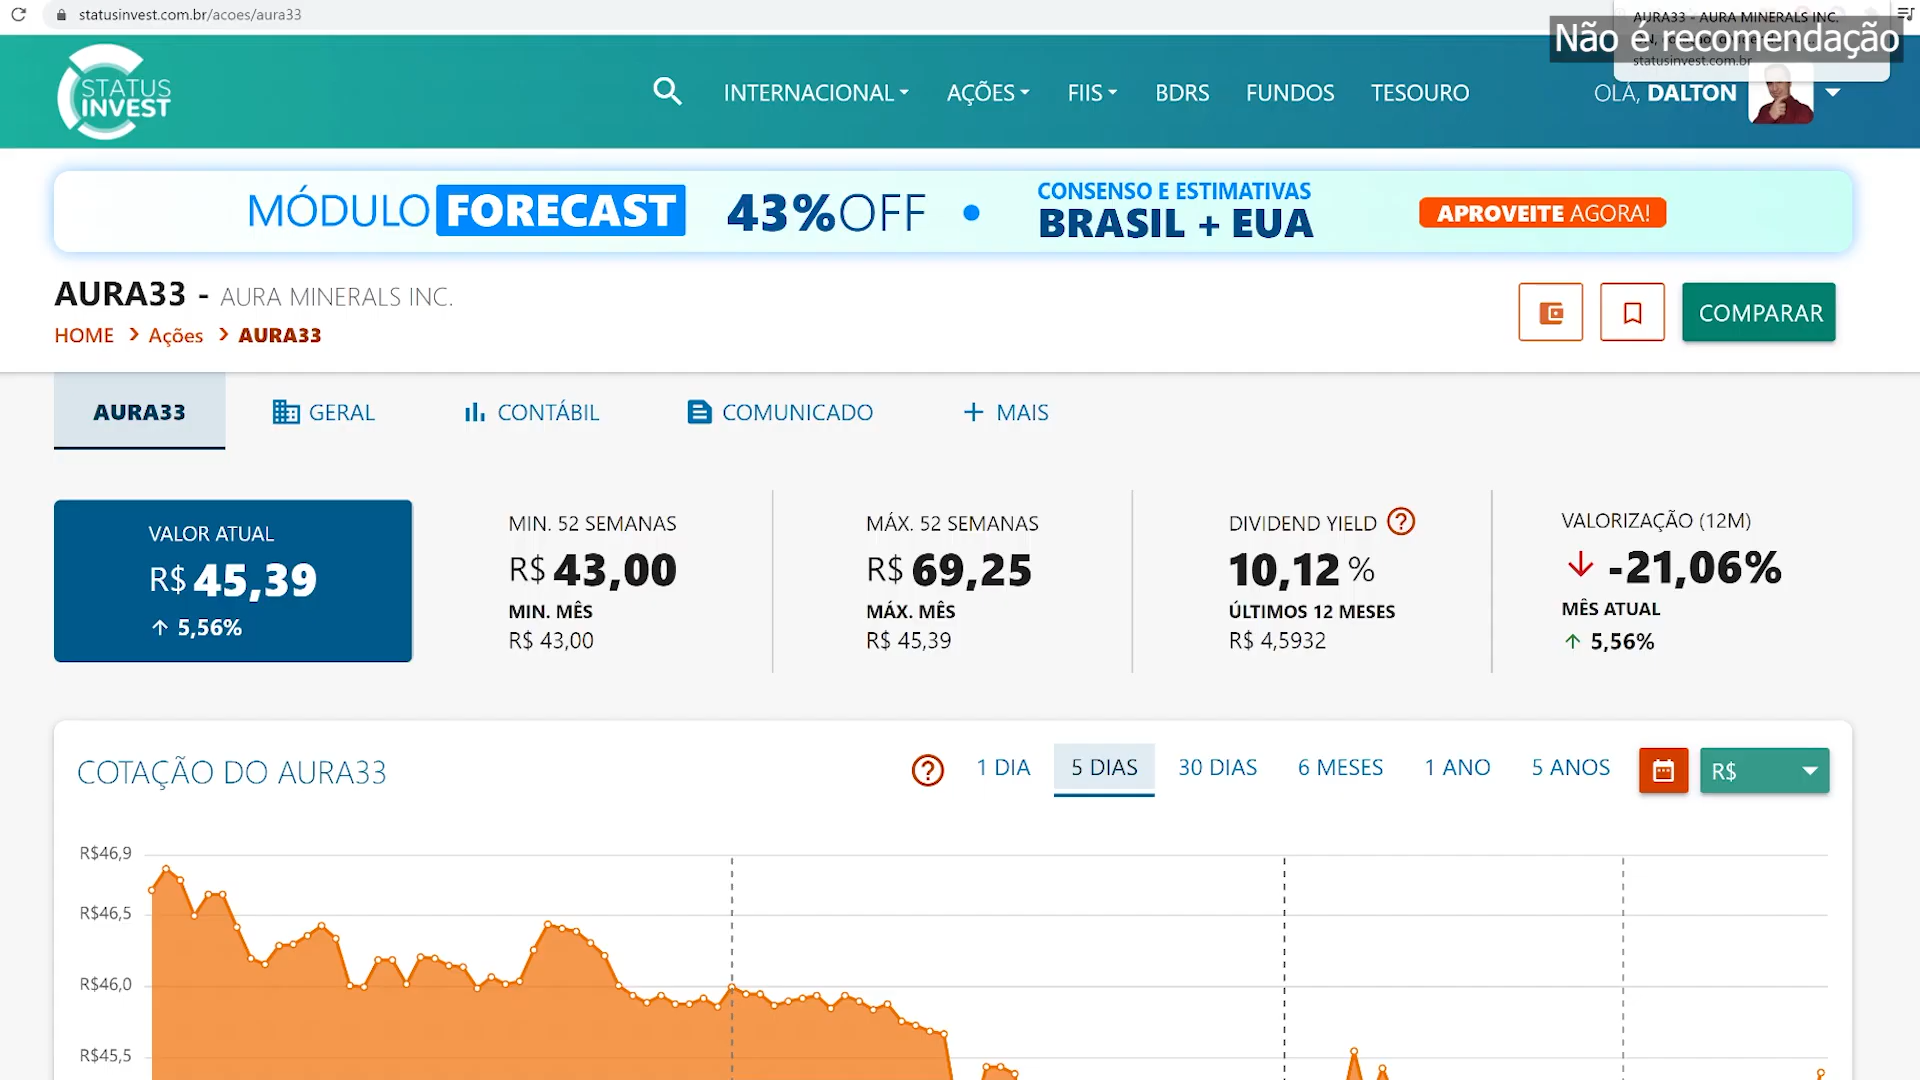 statusinvest.com.br/acoes/aura33
AURA33 - AURA MINERALS INC.
Não é recomendação
statusinvest.com.br
STATUS
INVEST
INTERNACIONAL
AÇÕES
FIIS
BDRS
FUNDOS
TESOURO
OLÁ, DALTON
MÓDULO FORECAST
43%OFF
CONSENSO E ESTIMATIVAS
BRASIL + EUA
APROVEITE AGORA!
AURA33 - AURA MINERALS INC.
HOME > Ações > AURA33
COMPARAR
AURA33
GERAL
CONTÁBIL
COMUNICADO
+ MAIS
VALOR ATUAL
R$ 45,39
↑ 5,56%
MIN. 52 SEMANAS
R$ 43,00
MIN. MÊS
R$ 43,00
MÁX. 52 SEMANAS
R$ 69,25
MÁX. MÊS
R$ 45,39
DIVIDEND YIELD ?
10,12 %
ÚLTIMOS 12 MESES
R$ 4,5932
VALORIZAÇÃO (12M)
↓ -21,06%
MÊS ATUAL
↑ 5,56%
COTAÇÃO DO AURA33
?
1 DIA
5 DIAS
30 DIAS
6 MESES
1 ANO
5 ANOS
R$
R$46,9
R$46,5
R$46,0
R$45,5